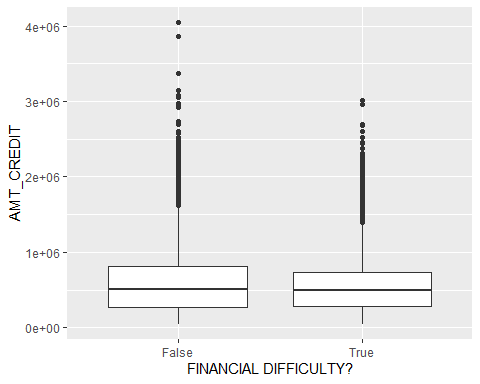 AMT_CREDIT
4e+06
3e+06
2e+06
1e+06
0e+00
False
True
FINANCIAL DIFFICULTY?